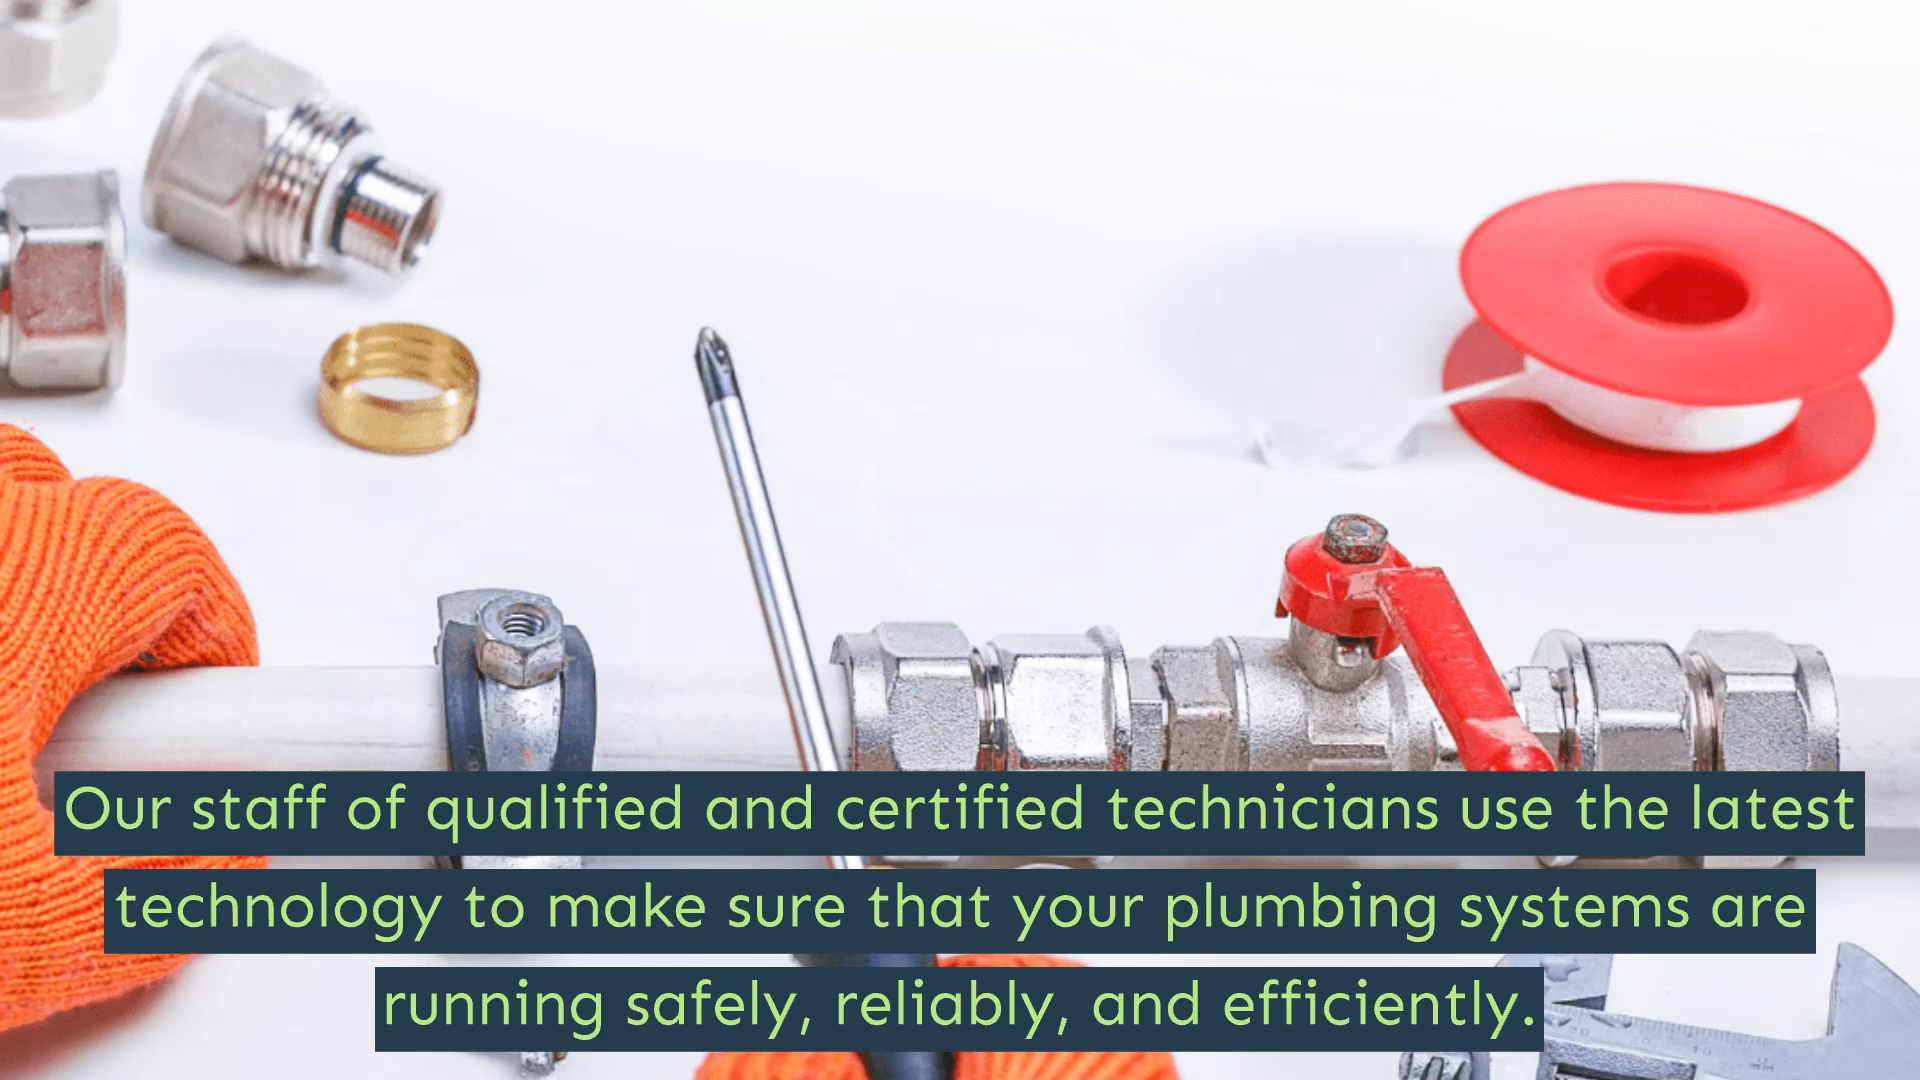 Our staff of qualified and certified technicians use the latest
technology to make sure that your plumbing systems are
running safely, reliably, and efficiently.